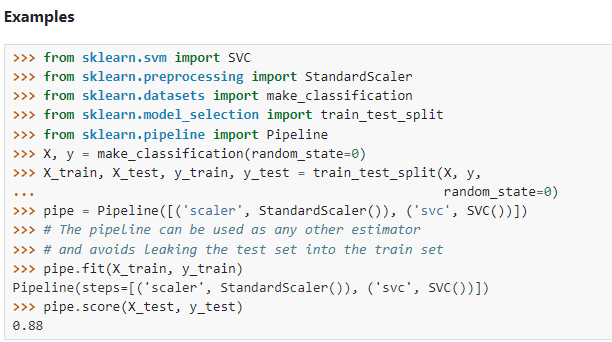 Examples
>>> from sklearn.svm import SVC
>>> from sklearn.preprocessing import StandardScaler
>>> from sklearn.datasets import make_classification
>>> from sklearn.model_selection import train_test_split
>>> from sklearn.pipeline import Pipeline
>>> X, y = make_classification(random_state=0)
>>> X_train, X_test, y_train, y_test = train_test_split(X, y,
...                                                     random_state=0)
>>> pipe = Pipeline([('scaler', StandardScaler()), ('svc', SVC())])
>>> # The pipeline can be used as any other estimator
>>> # and avoids leaking the test set into the train set
>>> pipe.fit(X_train, y_train)
Pipeline(steps=[('scaler', StandardScaler()), ('svc', SVC())])
>>> pipe.score(X_test, y_test)
0.88